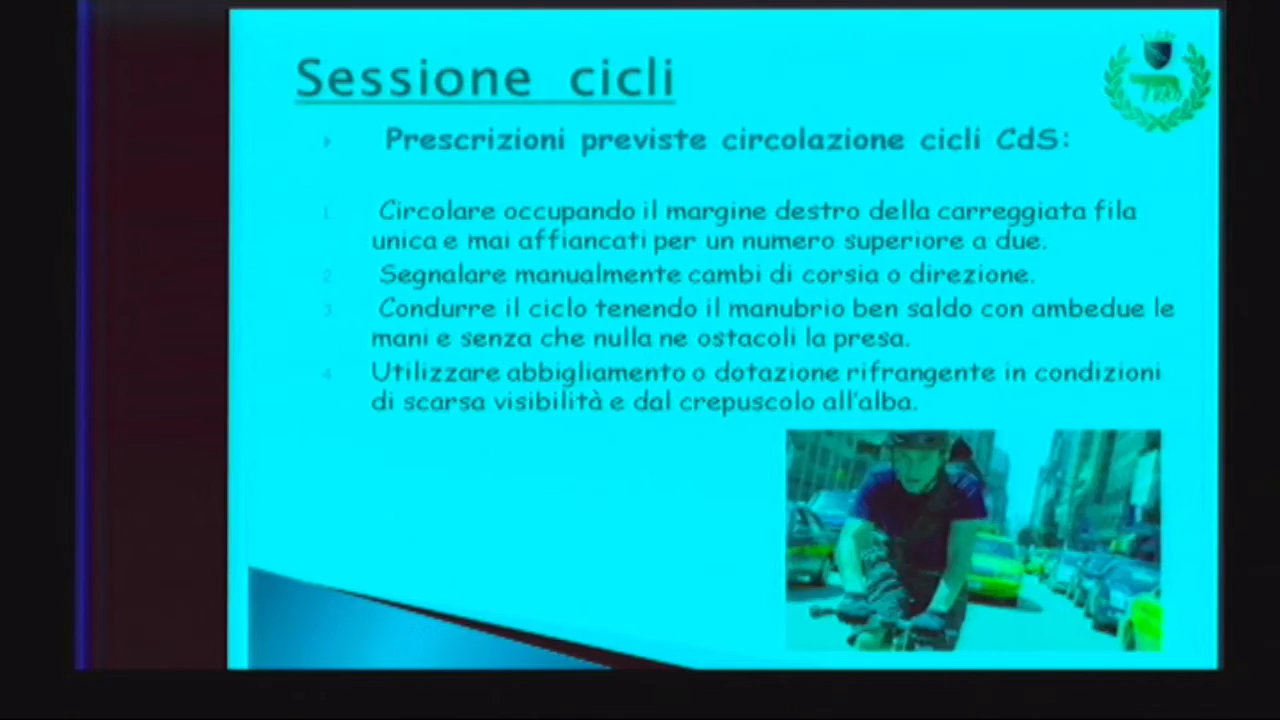 Sessione cicli
Prescrizioni previste circolazione cicli CdS:
1. Circolare occupando il margine destro della carreggiata fila
unica e mai affiancati per un numero superiore a due.
2. Segnalare manualmente cambi di corsia o direzione.
3. Condurre il ciclo tenendo il manubrio ben saldo con ambedue le
mani e senza che nulla ne ostacoli la presa.
4. Utilizzare abbigliamento o dotazione rifrangente in condizioni
di scarsa visibilità e dal crepuscolo all'alba.